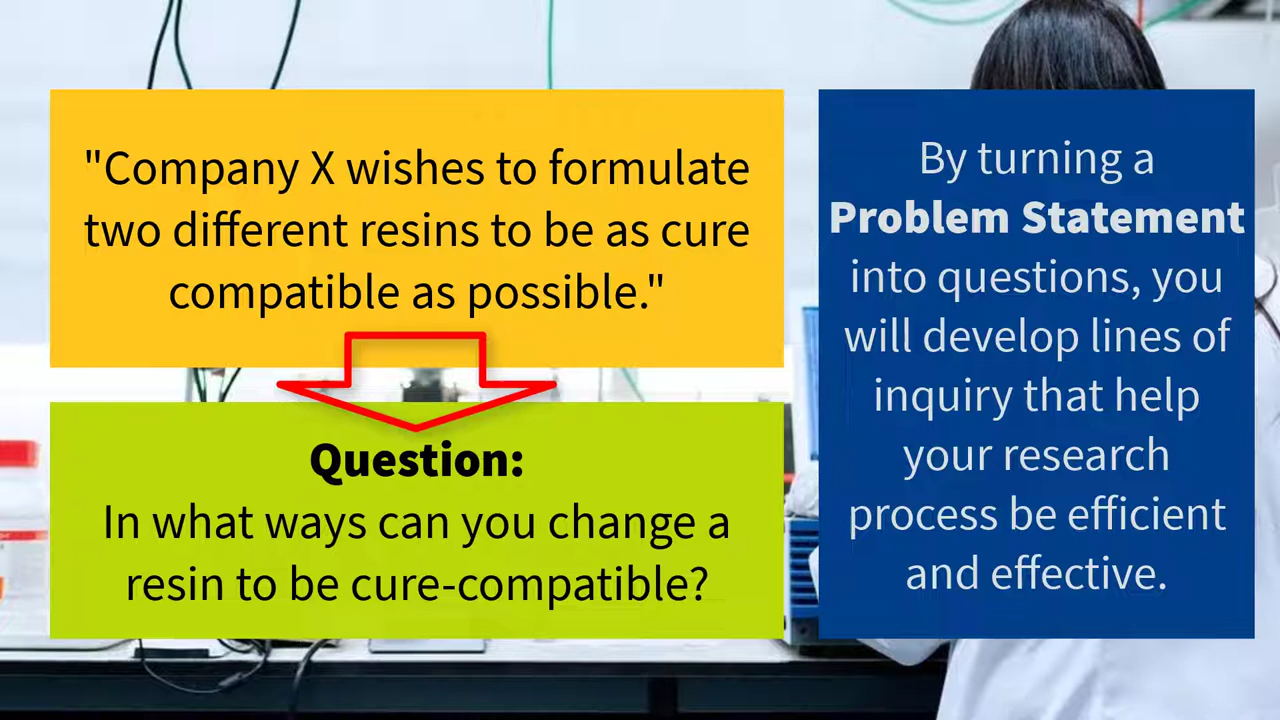 "Company X wishes to formulate
two different resins to be as cure
compatible as possible."
Question:
In what ways can you change a
resin to be cure-compatible?
By turning a
Problem Statement
into questions, you
will develop lines of
inquiry that help
your research
process be efficient
and effective.